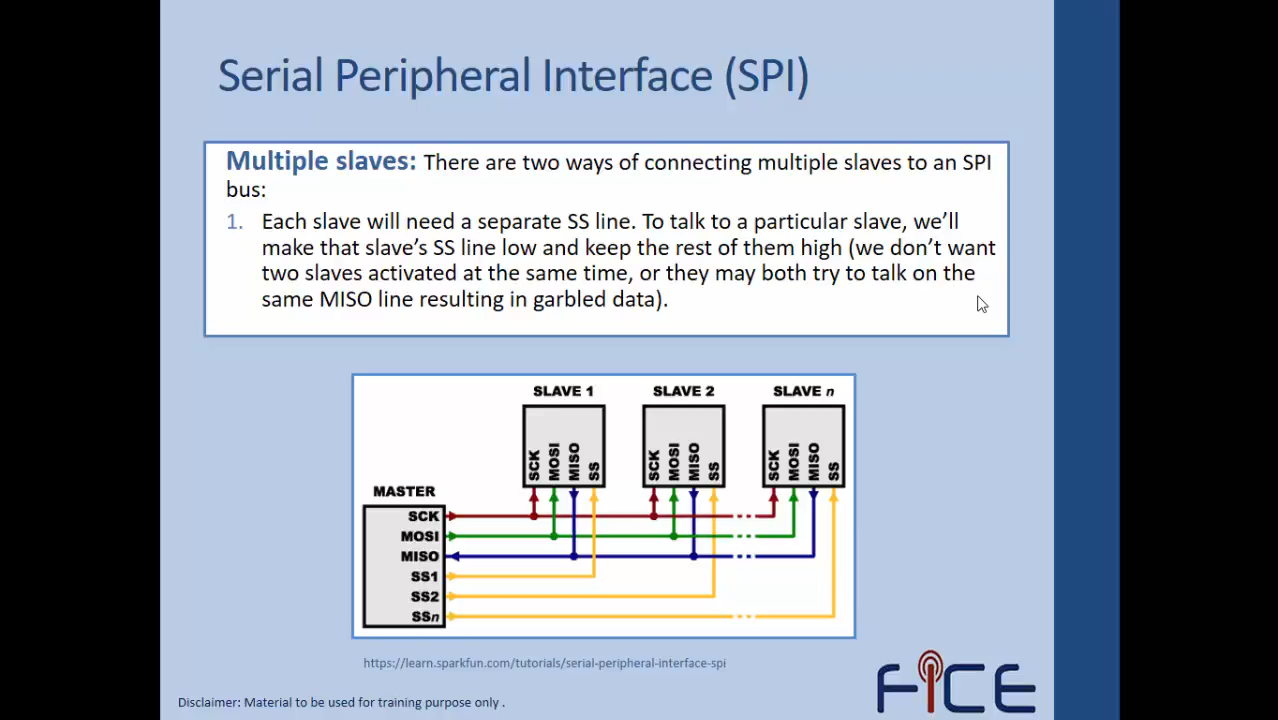 Serial Peripheral Interface (SPI)
Multiple slaves: There are two ways of connecting multiple slaves to an SPI
bus:
1. Each slave will need a separate SS line. To talk to a particular slave, we’ll
make that slave’s SS line low and keep the rest of them high (we don’t want
two slaves activated at the same time, or they may both try to talk on the
same MISO line resulting in garbled data).
SLAVE 1 SLAVE 2 SLAVE n
SCK MOSI MISO SS SCK MOSI MISO SS SCK MOSI MISO SS
MASTER
SCK
MOSI
MISO
SS1
SS2
SSn
https://learn.sparkfun.com/tutorials/serial-peripheral-interface-spi
FiCE
Disclaimer: Material to be used for training purpose only .